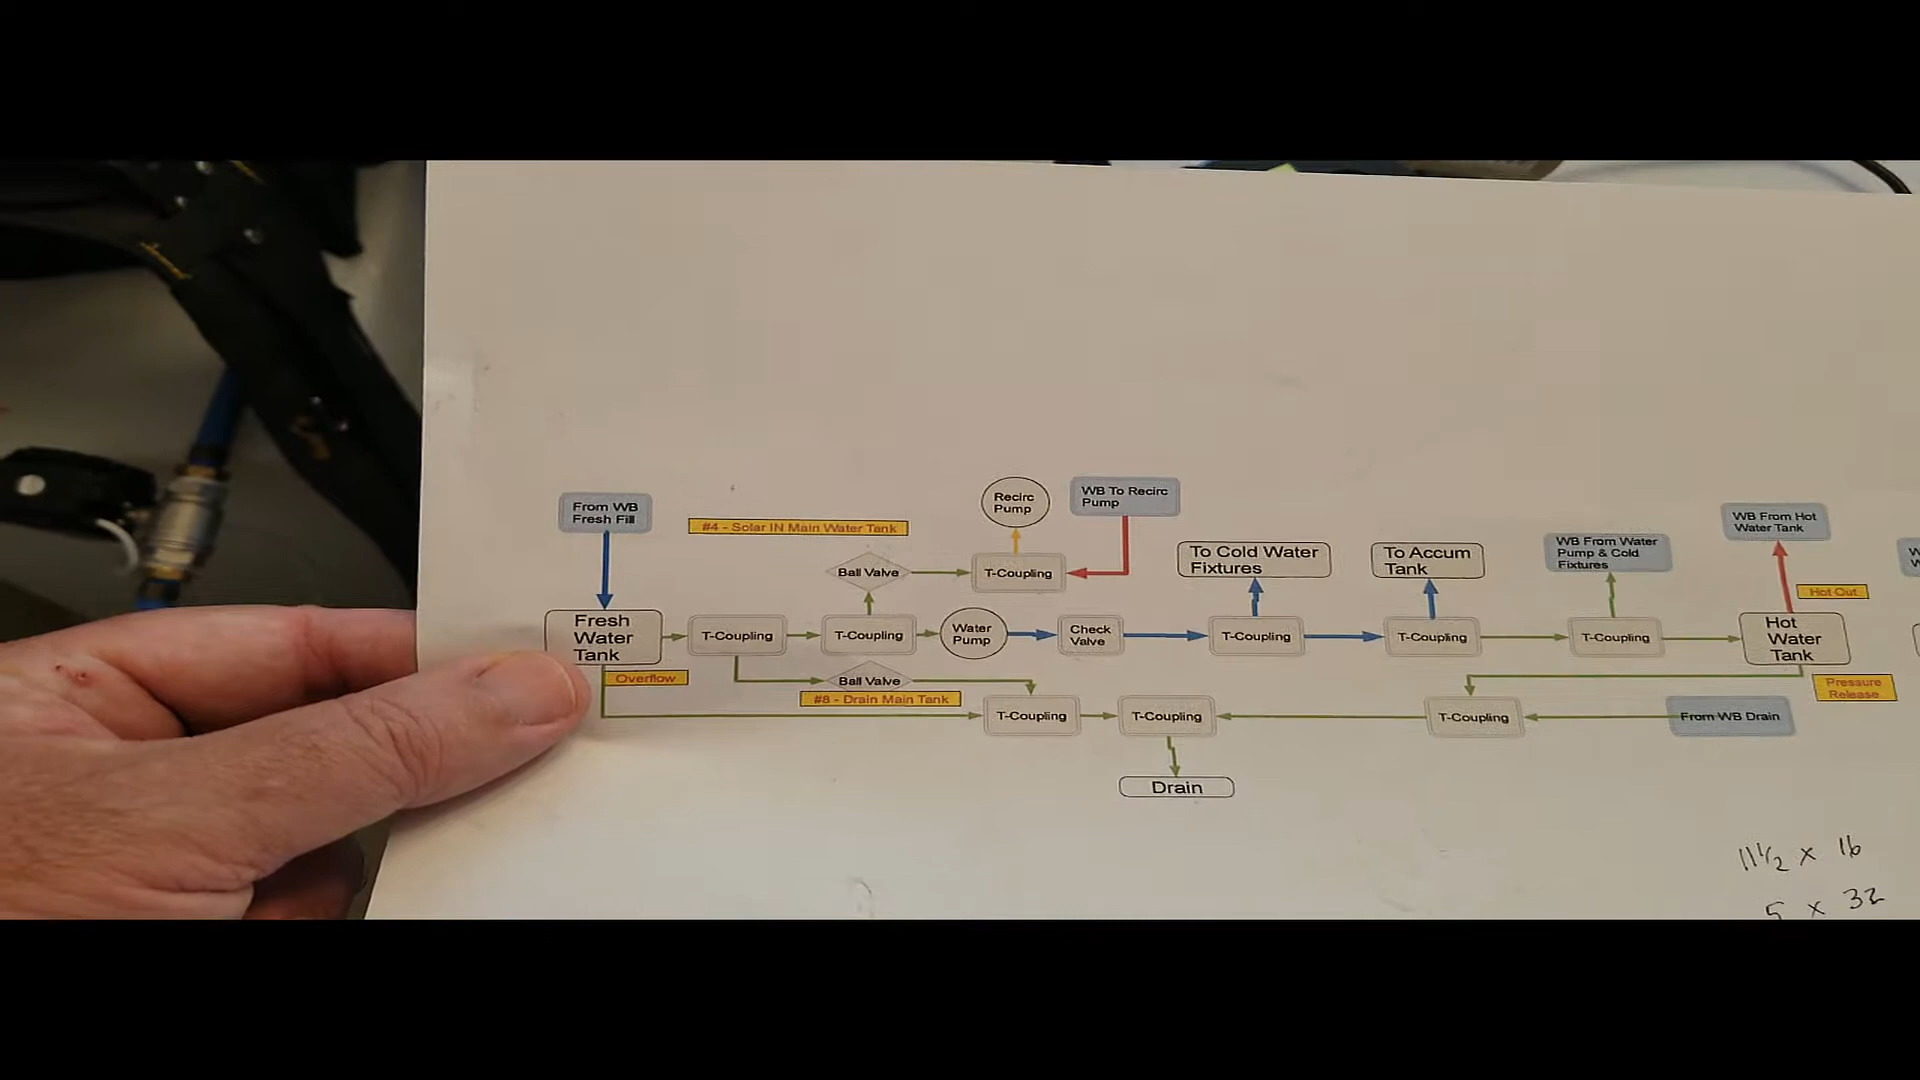 From WB
Fresh Fill
#4 - Solar IN Main Water Tank
Recirc
Pump
WB To Recirc
Pump
Ball Valve
T-Coupling
To Cold Water
Fixtures
To Accum
Tank
WB From Water
Pump & Cold
Fixtures
WB From Hot
Water Tank
Hot Out
Fresh
Water
Tank
T-Coupling
T-Coupling
Water
Pump
Check
Valve
T-Coupling
T-Coupling
T-Coupling
Hot
Water
Tank
Overflow
Ball Valve
#8 - Drain Main Tank
Pressure
Release
T-Coupling
T-Coupling
T-Coupling
From WB Drain
Drain
11 1/2 x 16
5 x 32